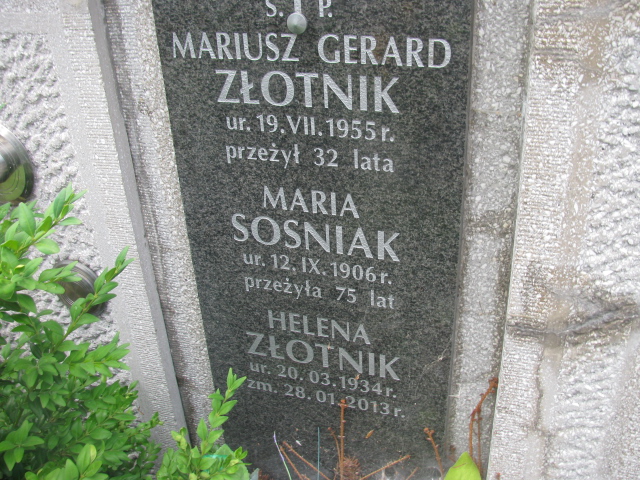 Ś. P.
MARIUSZ GERARD
ZŁOTNIK
ur. 19.VII.1955 r.
przeżył 32 lata
MARIA
SOSNIAK
ur. 12.IX.1906 r.
przeżyła 75 lat
HELENA
ZŁOTNIK
ur. 20.03.1934 r.
zm. 28.01.2013 r.